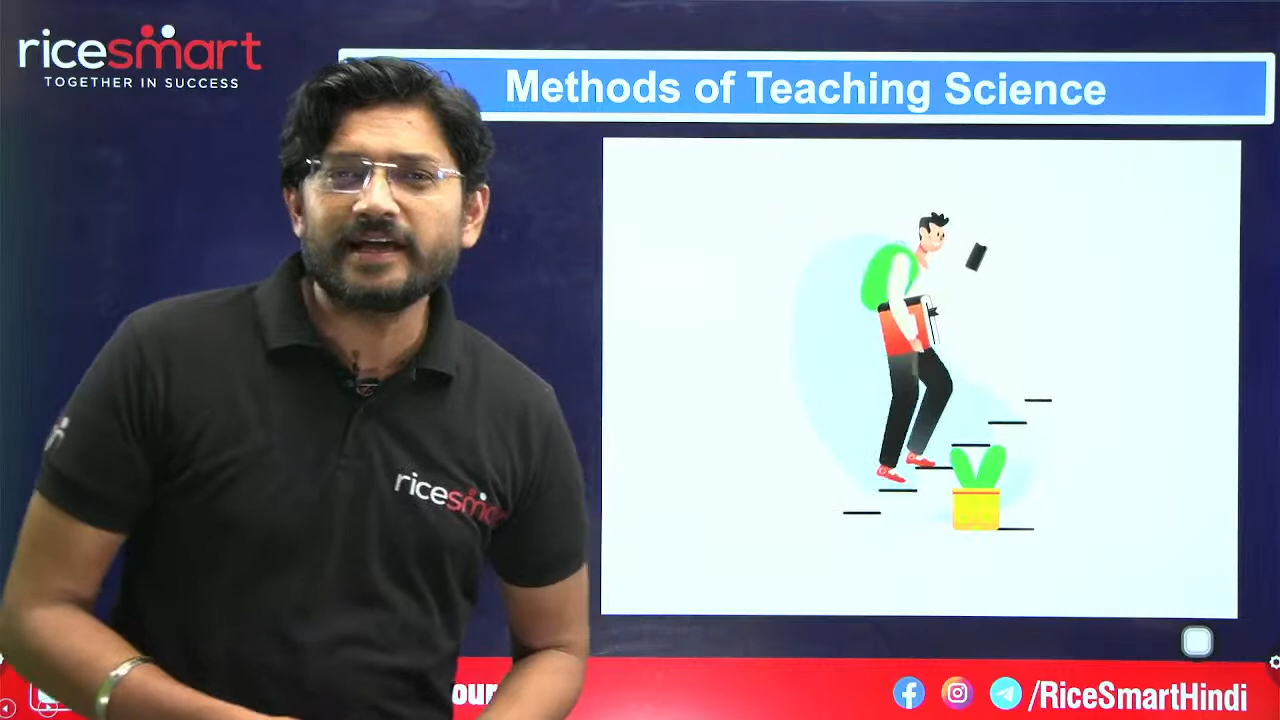 ricesmart
TOGETHER IN SUCCESS
Methods of Teaching Science
ricesmart
/RiceSmartHindi